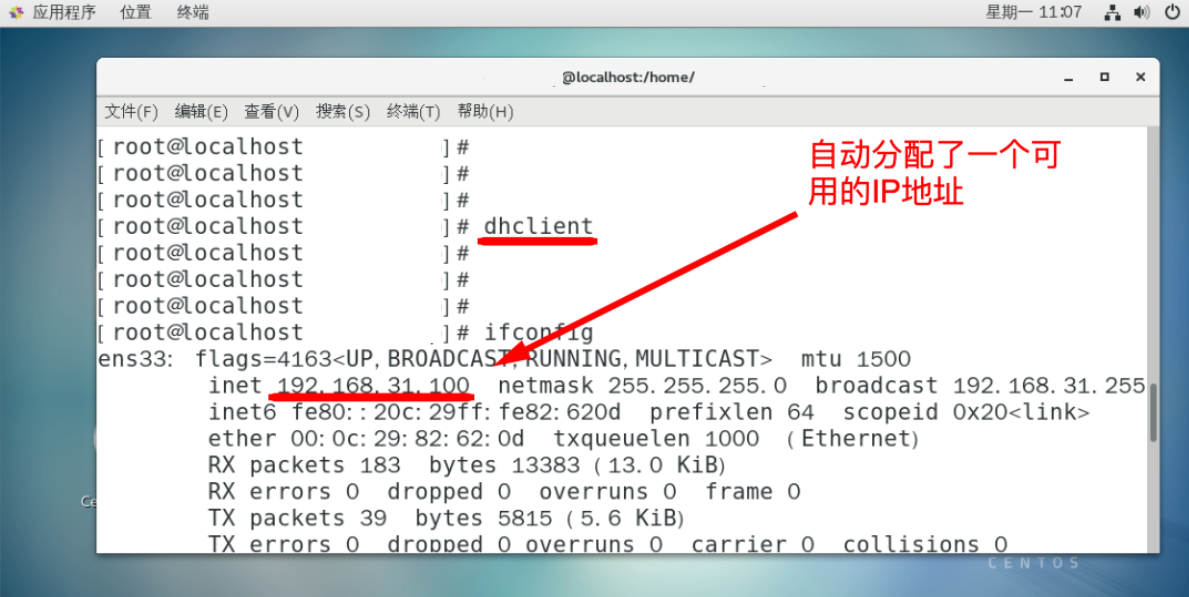 应用程序 位置 终端 星期一 11:07
@localhost:/home/
文件(F) 编辑(E) 查看(V) 搜索(S) 终端(T) 帮助(H)
[root@localhost ]#
[root@localhost ]#
[root@localhost ]#
[root@localhost ]# dhclient
[root@localhost ]#
[root@localhost ]#
[root@localhost ]#
[root@localhost ]# ifconfig
自动分配了一个可
用的IP地址
ens33: flags=4163<UP,BROADCAST,RUNNING,MULTICAST> mtu 1500
inet 192.168.31.100 netmask 255.255.255.0 broadcast 192.168.31.255
inet6 fe80::20c:29ff:fe82:620d prefixlen 64 scopeid 0x20<link>
ether 00:0c:29:82:62:0d txqueuelen 1000 (Ethernet)
RX packets 183 bytes 13383 (13.0 KiB)
RX errors 0 dropped 0 overruns 0 frame 0
TX packets 39 bytes 5815 (5.6 KiB)
TX errors 0 dropped 0 overruns 0 carrier 0 collisions 0
CENTOS